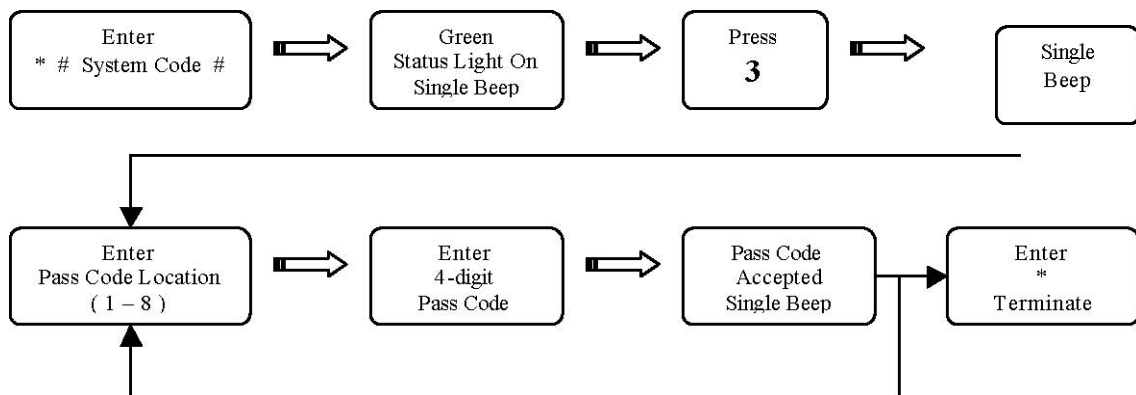 Enter
* # System Code #
Green
Status Light On
Single Beep
Press
3
Single
Beep
Enter
Pass Code Location
( 1 – 8 )
Enter
4-digit
Pass Code
Pass Code
Accepted
Single Beep
Enter
*
Terminate